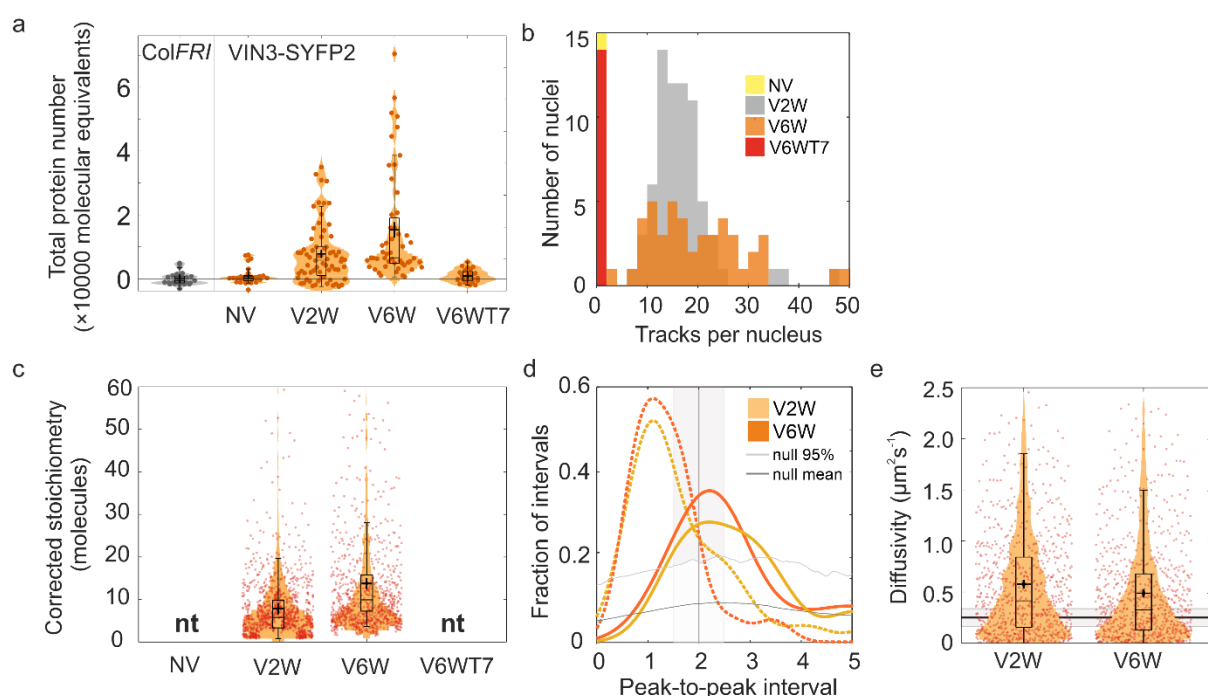 a
ColFRI
VIN3-SYFP2
Total protein number
(×10000 molecular equivalents)
6
4
2
0
NV
V2W
V6W
V6WT7
b
Number of nuclei
15
10
5
0
NV
V2W
V6W
V6WT7
0
10
20
30
40
50
Tracks per nucleus
c
Corrected stoichiometry
(molecules)
60
50
40
30
20
10
0
nt
nt
NV
V2W
V6W
V6WT7
d
Fraction of intervals
0.6
0.4
0.2
0
V2W
V6W
null 95%
null mean
0
1
2
3
4
5
Peak-to-peak interval
e
Diffusivity (μm²s⁻¹)
2.5
2.0
1.5
1.0
0.5
0
V2W
V6W